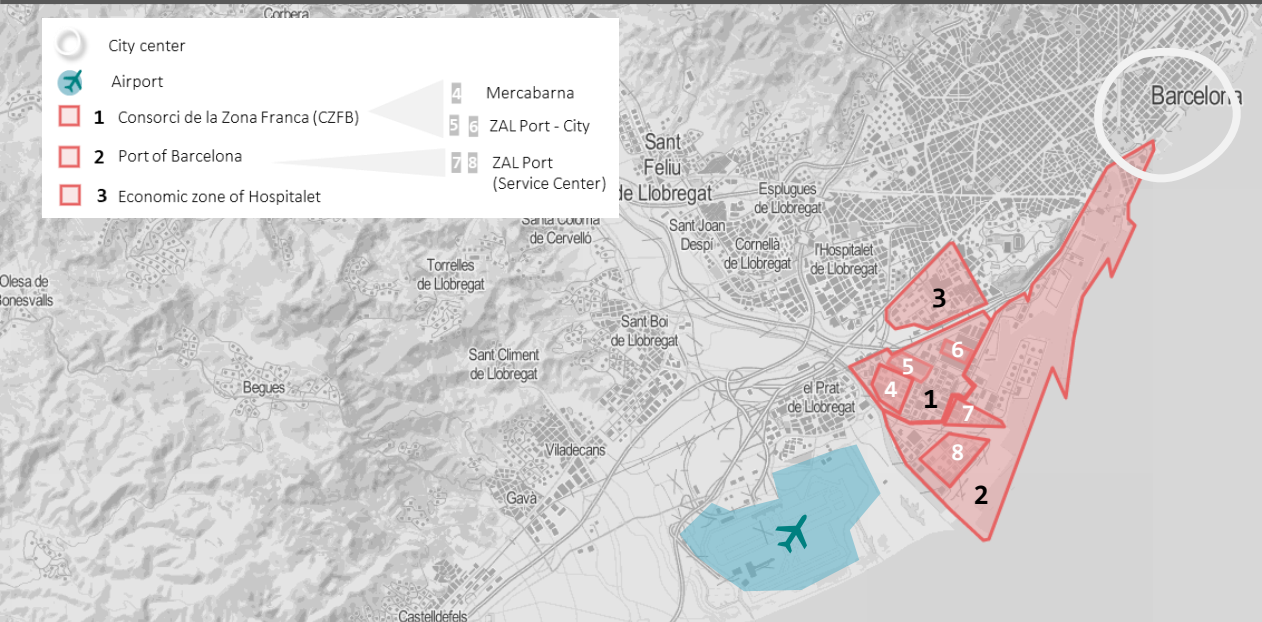 Corbera
City center
Airport
1 Consorci de la Zona Franca (CZFB)
2 Port of Barcelona
3 Economic zone of Hospitalet
4 Mercabarna
5 6 ZAL Port - City
7 8 ZAL Port
(Service Center)
Barcelona
Sant
Feliu
de Llobregat
Esplugues
de Llobregat
Santa Coloma
de Cervelló
Sant Joan
Despí
Cornellà
de Llobregat
l'Hospitalet
de Llobregat
Torrelles
de Llobregat
Olesa de
Bonesvalls
3
Sant Boi
de Llobregat
Sant Climent
de Llobregat
6
5
4
1
7
Begues
el Prat
de Llobregat
8
2
Viladecans
Gavà
Castelldefels